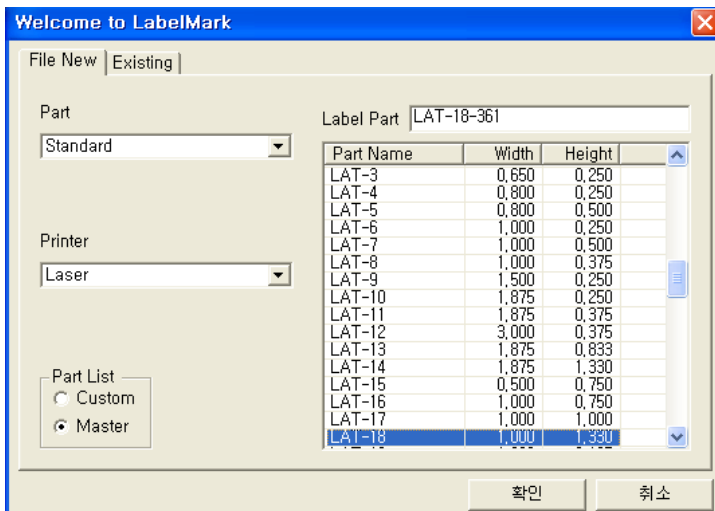 Welcome to LabelMark
File New
Existing
Part
Standard
Printer
Laser
Part List
Custom
Master
Label Part LAT-18-361
Part Name Width Height
LAT-3 0,650 0,250
LAT-4 0,800 0,250
LAT-5 0,800 0,500
LAT-6 1,000 0,250
LAT-7 1,000 0,500
LAT-8 1,000 0,375
LAT-9 1,500 0,250
LAT-10 1,875 0,250
LAT-11 1,875 0,375
LAT-12 3,000 0,375
LAT-13 1,875 0,833
LAT-14 1,875 1,330
LAT-15 0,500 0,750
LAT-16 1,000 0,750
LAT-17 1,000 1,000
LAT-18 1,000 1,330
확인
취소